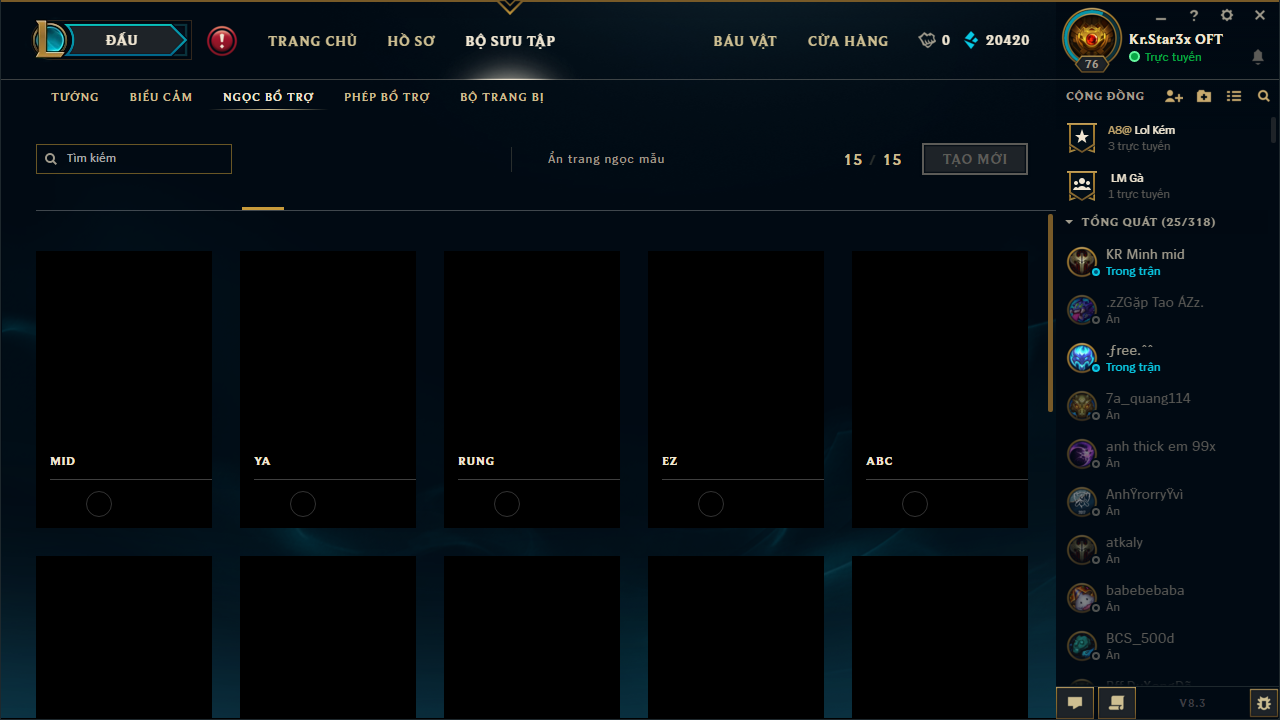 ĐẤU
TRANG CHỦ
HỒ SƠ
BỘ SƯU TẬP
BÁU VẬT
CỬA HÀNG
0
20420
76
Kr.Star3x OFT
Trực tuyến
TƯỚNG
BIỂU CẢM
NGỌC BỔ TRỢ
PHÉP BỔ TRỢ
BỘ TRANG BỊ
CỘNG ĐỒNG
Tìm kiếm
Ẩn trang ngọc mẫu
15 / 15
TẠO MỚI
A8@ Lol Kém
3 trực tuyến
LM Gà
1 trực tuyến
TỔNG QUÁT (25/318)
KR Minh mid
Trong trận
.zZGặp Tao ÁZz.
Ẩn
.ƒree.ˆˆ
Trong trận
7a_quang114
Ẩn
anh thick em 99x
Ẩn
AnhŸrorryŸvì
Ẩn
atkaly
Ẩn
babebebaba
Ẩn
BCS_500d
Ẩn
MID
YA
RUNG
EZ
ABC
V8.3